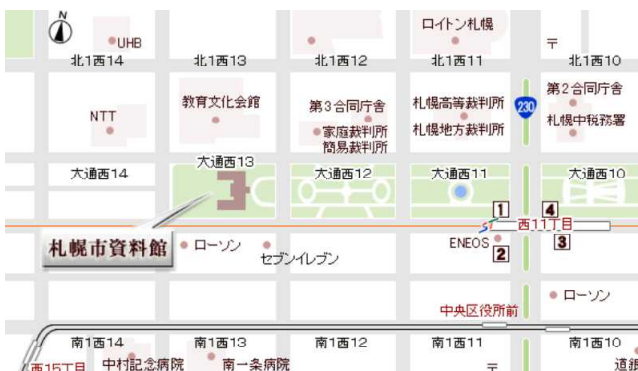 N
UHB
ロイトン札幌
〒
北1西14
北1西13
北1西12
北1西11
北1西10
NTT
教育文化会館
第3合同庁舎
家庭裁判所
簡易裁判所
札幌高等裁判所
札幌地方裁判所
230
第2合同庁舎
札幌中税務署
大通西14
大通西13
大通西12
大通西11
大通西10
1
4
西11丁目
札幌市資料館
ローソン
セブンイレブン
ENEOS
2
3
ローソン
中央区役所前
南1西14
南1西13
南1西12
南1西11
南1西10
西15丁目
中村記念病院
南一条病院
〒
道銀